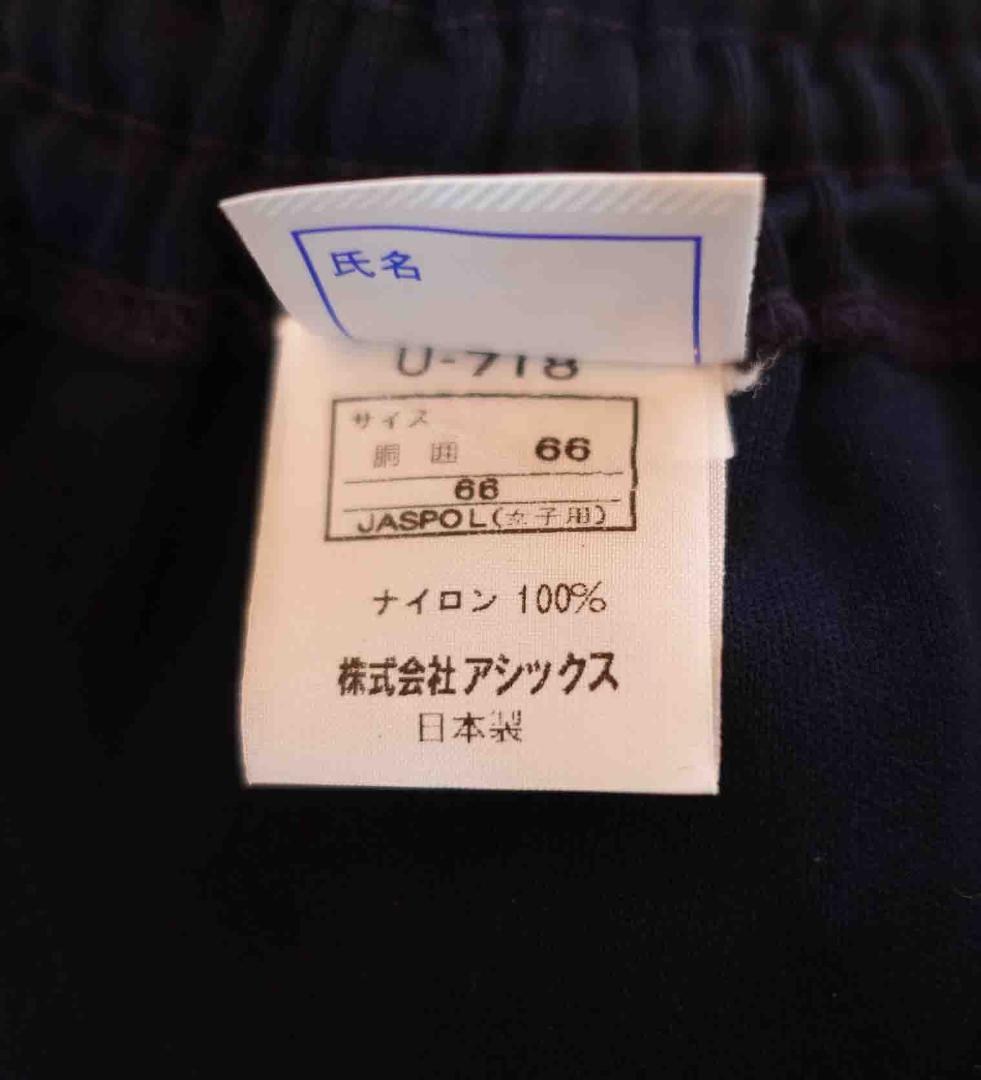 氏名
U-718
サイズ
胴囲 66
66
JASPOL(女子用)
ナイロン 100%
株式会社アシックス
日本製